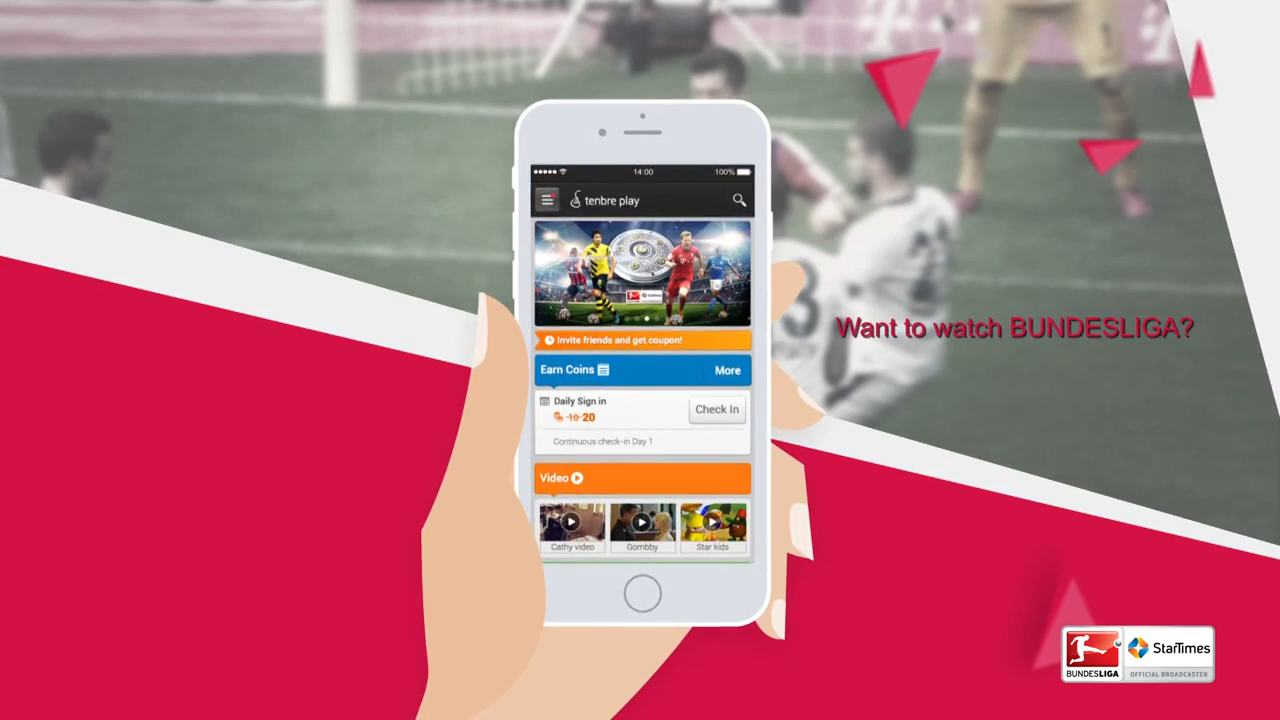 14:00
100%
tenbre play
Invite friends and get coupon!
Earn Coins
More
Daily Sign in
10 20
Check In
Continuous check-in Day 1
Video
Cathy video
Gombby
Star kids
Want to watch BUNDESLIGA?
BUNDESLIGA
StarTimes
OFFICIAL BROADCASTER